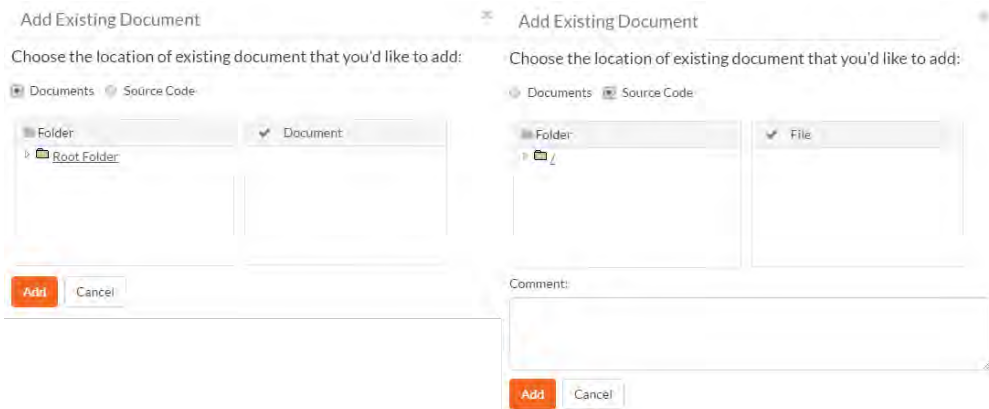 Add Existing Document
Choose the location of existing document that you'd like to add:
Documents Source Code
Folder Document
Root Folder
Add Cancel
Add Existing Document
Choose the location of existing document that you'd like to add:
Documents Source Code
Folder File
/
Comment:
Add Cancel